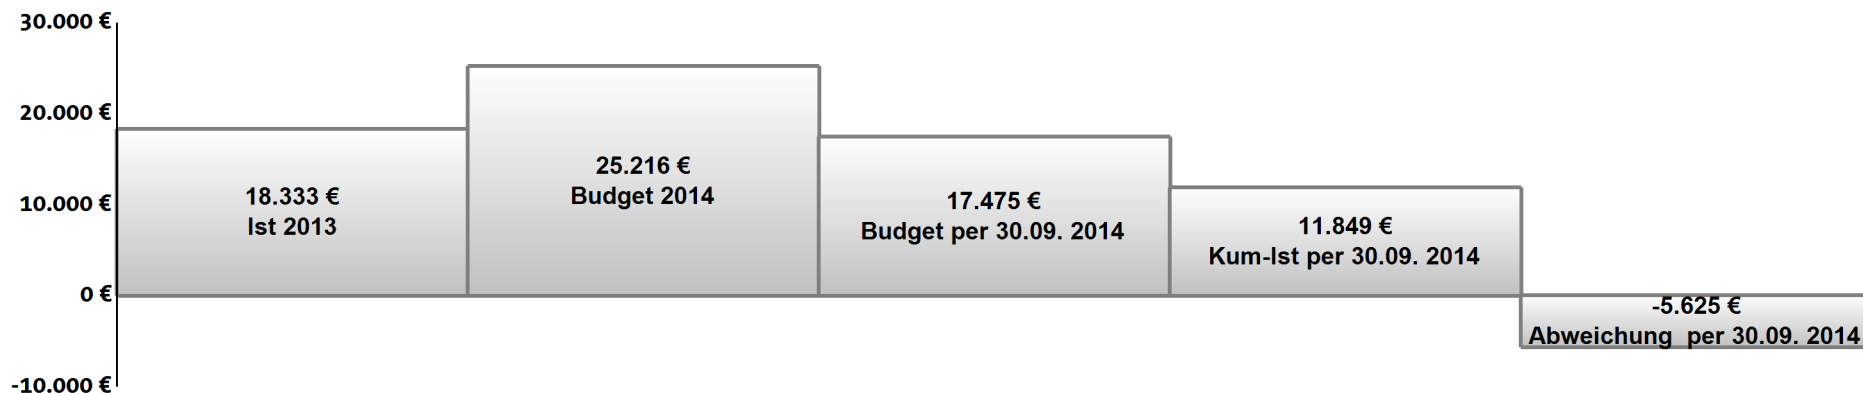 30.000 €
20.000 €
10.000 €
0 €
-10.000 €
18.333 €
Ist 2013
25.216 €
Budget 2014
17.475 €
Budget per 30.09. 2014
11.849 €
Kum-Ist per 30.09. 2014
-5.625 €
Abweichung  per 30.09. 2014